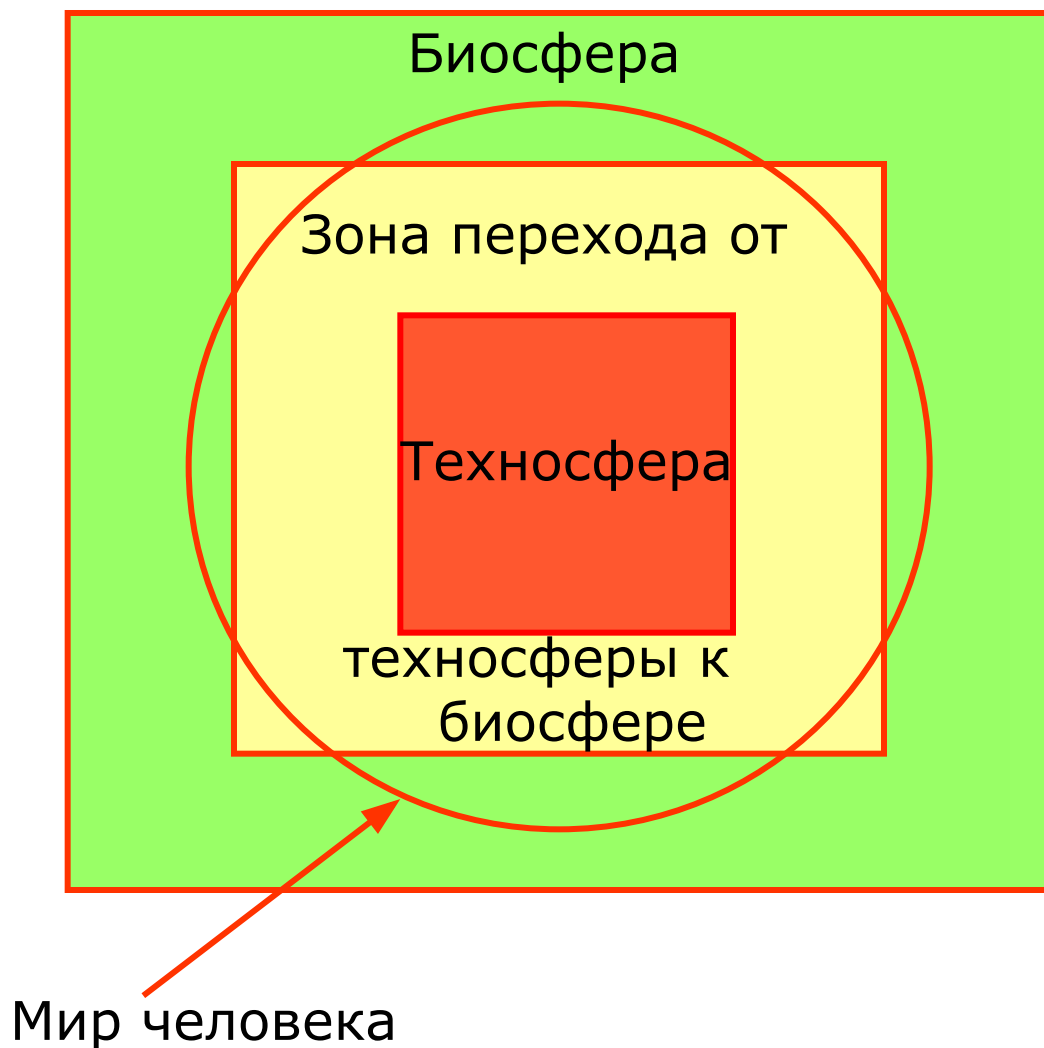 Биосфера
Зона перехода от
Техносфера
техносферы к
биосфере
Мир человека